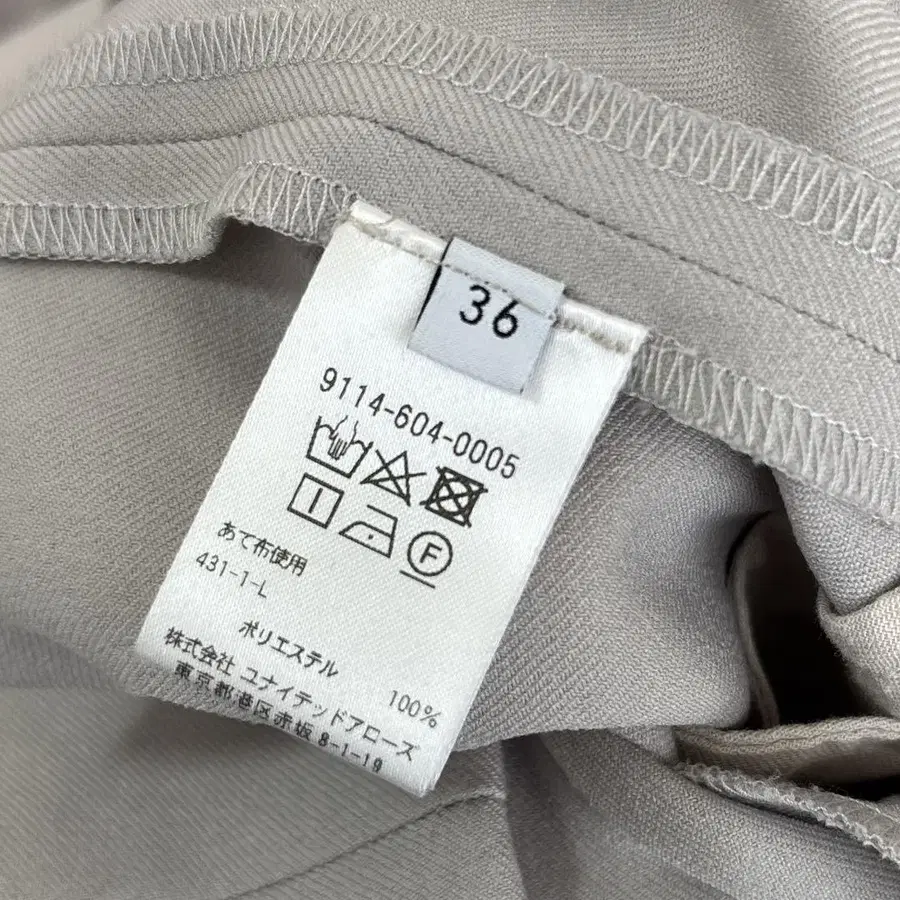 36
9114-604-0005
F
あて布使用
431-1-L
ポリエステル
100%
株式会社 ユナイテッドアローズ
東京都港区赤坂8-1-19